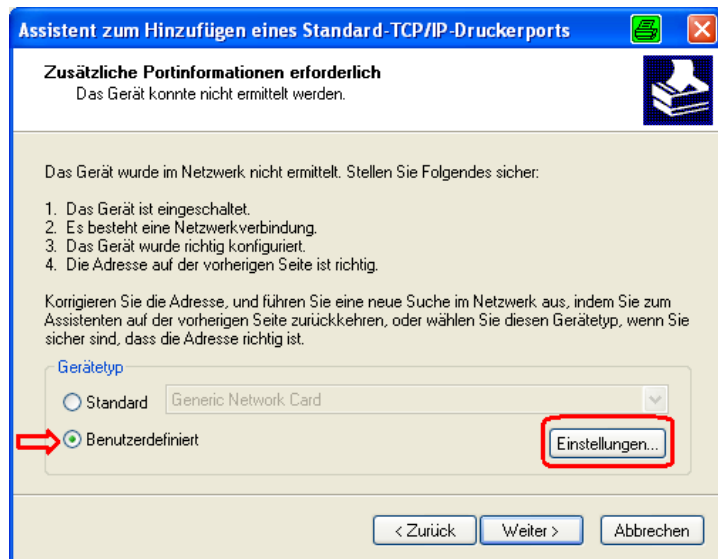 Assistent zum Hinzufügen eines Standard-TCP/IP-Druckerports
Zusätzliche Portinformationen erforderlich
Das Gerät konnte nicht ermittelt werden.
Das Gerät wurde im Netzwerk nicht ermittelt. Stellen Sie Folgendes sicher:
1. Das Gerät ist eingeschaltet.
2. Es besteht eine Netzwerkverbindung.
3. Das Gerät wurde richtig konfiguriert.
4. Die Adresse auf der vorherigen Seite ist richtig.
Korrigieren Sie die Adresse, und führen Sie eine neue Suche im Netzwerk aus, indem Sie zum
Assistenten auf der vorherigen Seite zurückkehren, oder wählen Sie diesen Gerätetyp, wenn Sie
sicher sind, dass die Adresse richtig ist.
Gerätetyp
Standard Generic Network Card
Benutzerdefiniert Einstellungen...
< Zurück Weiter > Abbrechen